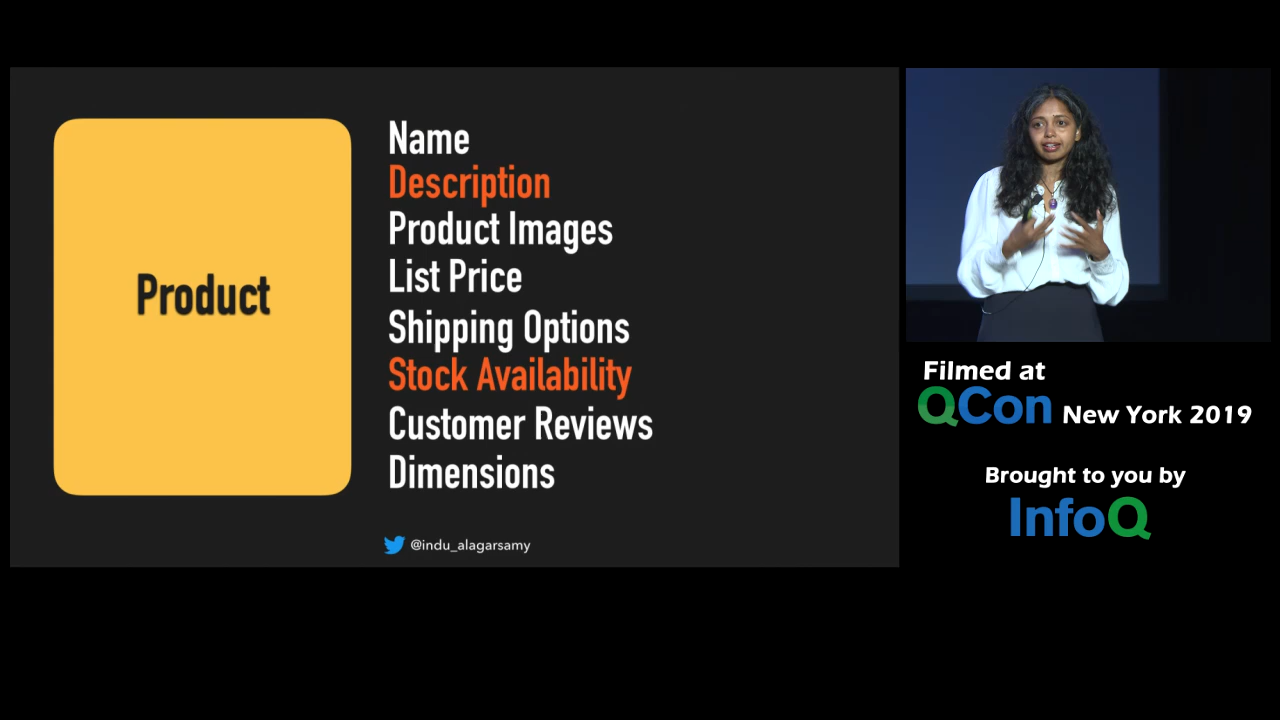 Product
Name
Description
Product Images
List Price
Shipping Options
Stock Availability
Customer Reviews
Dimensions
@indu_alagarsamy
Filmed at
QCon New York 2019
Brought to you by
InfoQ